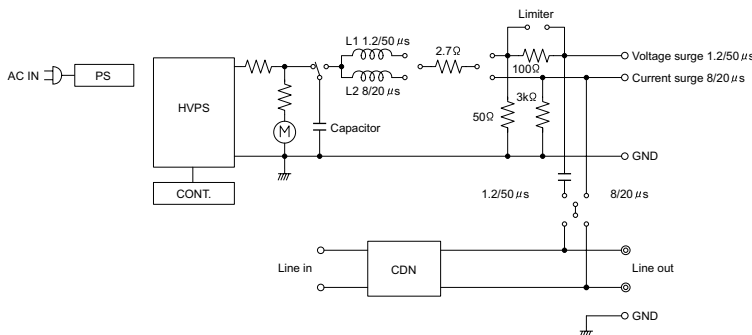 Limiter
L1 1.2/50 μs
2.7Ω
Voltage surge 1.2/50 μs
AC IN
PS
100Ω
Current surge 8/20 μs
L2 8/20 μs
HVPS
3kΩ
50Ω
M
Capacitor
GND
CONT.
1.2/50 μs
8/20 μs
Line in
CDN
Line out
GND